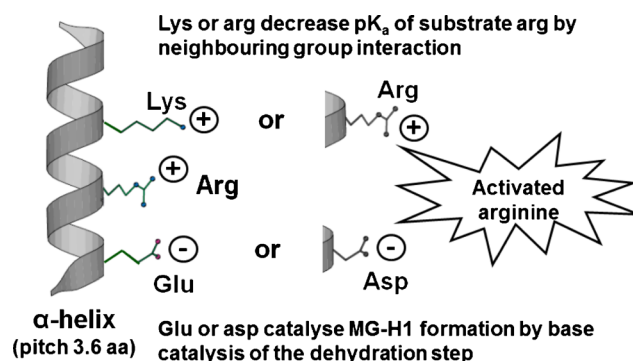 Lys or arg decrease pKₐ of substrate arg by
neighbouring group interaction
Lys
+
or
Arg
+
+
Arg
Activated
arginine
−
Glu
or
−
Asp
α-helix
(pitch 3.6 aa)
Glu or asp catalyse MG-H1 formation by base
catalysis of the dehydration step